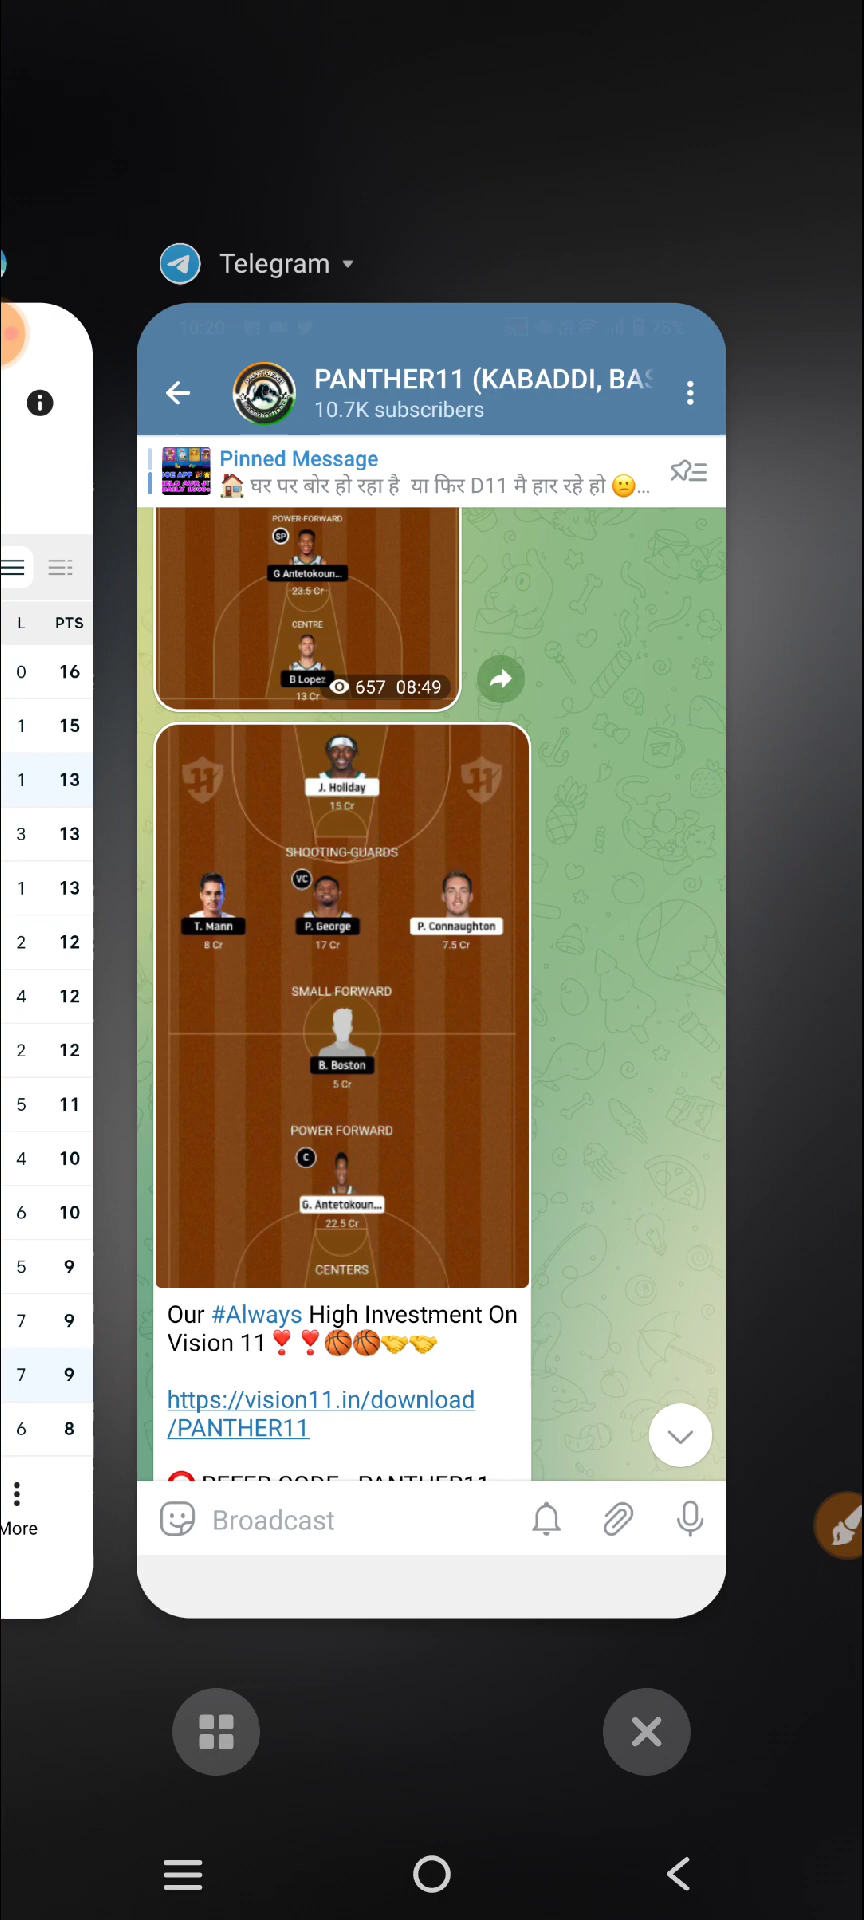 Telegram
PANTHER11 (KABADDI, BAS
10.7K subscribers
Pinned Message
🏠 घर पर बोर हो रहा है या फिर D11 मै हार रहे हो 😕...
POWER-FORWARD
SP
G Antetokoun...
23.5 Cr
CENTRE
B Lopez
13 Cr
657 08:49
J. Holiday
15 Cr
SHOOTING-GUARDS
VC
T. Mann
P. George
P. Connaughton
8 Cr
17 Cr
7.5 Cr
SMALL FORWARD
B. Boston
5 Cr
POWER FORWARD
C
G. Antetokoun...
22.5 Cr
CENTERS
Our #Always High Investment On
Vision 11❣️❣️🏀🏀🤝🤝
https://vision11.in/download
/PANTHER11
⭕ REFER CODE - PANTHER11
Broadcast
L PTS
0 16
1 15
1 13
3 13
1 13
2 12
4 12
2 12
5 11
4 10
6 10
5 9
7 9
7 9
6 8
More